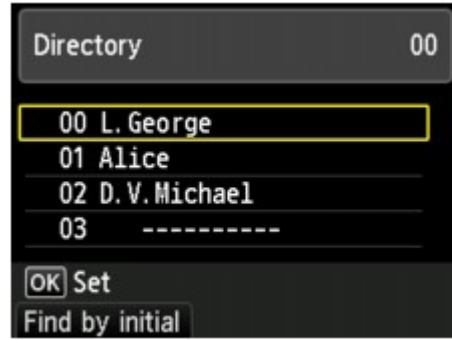 Directory 00
00 L.George
01 Alice
02 D.V.Michael
03 ----------
OK Set
Find by initial